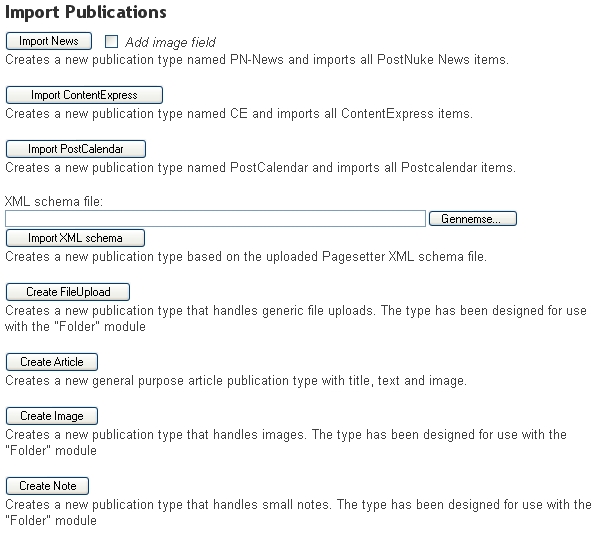 Import Publications
Import News Add image field
Creates a new publication type named PN-News and imports all PostNuke News items.
Import ContentExpress
Creates a new publication type named CE and imports all ContentExpress items.
Import PostCalendar
Creates a new publication type named PostCalendar and imports all Postcalendar items.
XML schema file:
Gennemse...
Import XML schema
Creates a new publication type based on the uploaded Pagesetter XML schema file.
Create FileUpload
Creates a new publication type that handles generic file uploads. The type has been designed for use
with the "Folder" module
Create Article
Creates a new general purpose article publication type with title, text and image.
Create Image
Creates a new publication type that handles images. The type has been designed for use with the
"Folder" module
Create Note
Creates a new publication type that handles small notes. The type has been designed for use with the
"Folder" module